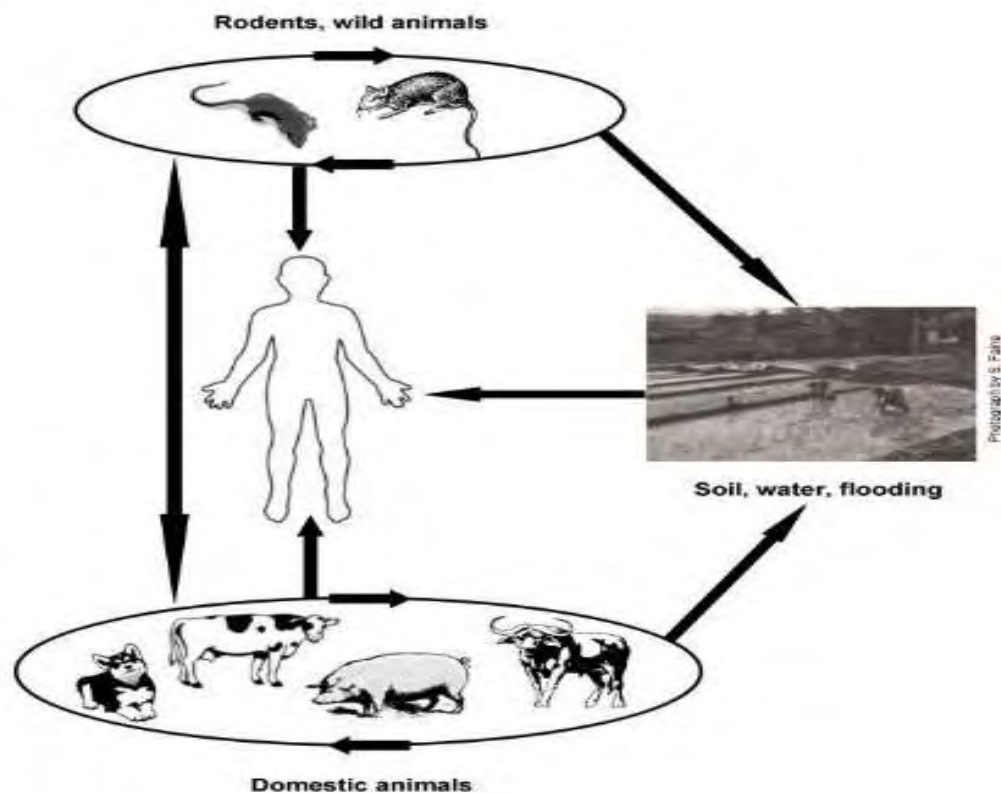 Rodents, wild animals
Photograph by S. Faine
Soil, water, flooding
Domestic animals